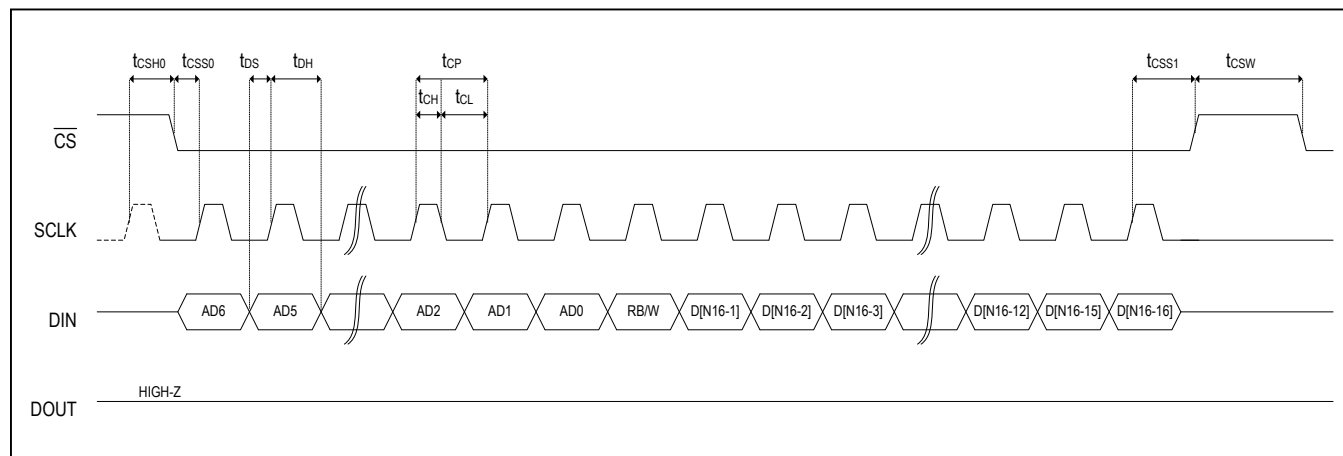 tCSH0 tCSS0 tDS tDH tCP tCSS1 tCSW
tCH tCL
CS
SCLK
DIN AD6 AD5 AD2 AD1 AD0 RB/W D[N16-1] D[N16-2] D[N16-3] D[N16-12] D[N16-15] D[N16-16]
HIGH-Z
DOUT